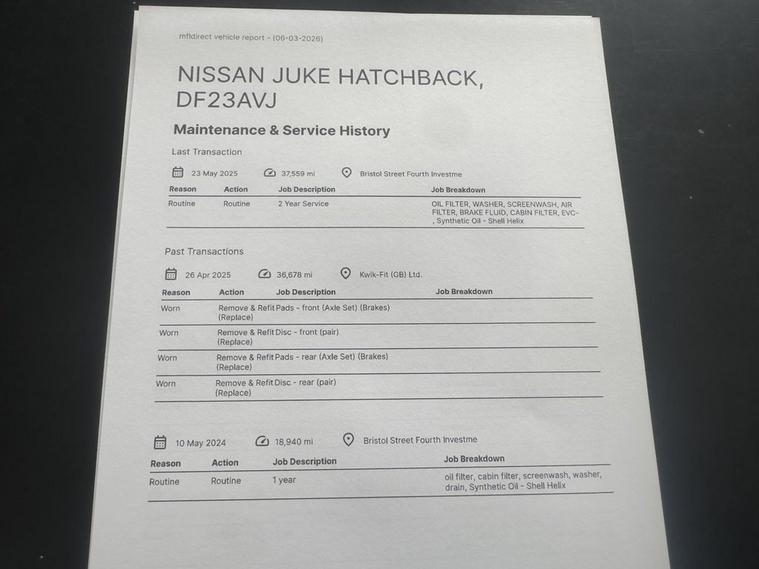 mfldirect vehicle report - (06-03-2026)
NISSAN JUKE HATCHBACK,
DF23AVJ
Maintenance & Service History
Last Transaction
23 May 2025 37,559 mi Bristol Street Fourth Investme
Reason Action Job Description Job Breakdown
Routine Routine 2 Year Service OIL FILTER, WASHER, SCREENWASH, AIR
FILTER, BRAKE FLUID, CABIN FILTER, EVC-
, Synthetic Oil - Shell Helix
Past Transactions
26 Apr 2025 36,678 mi Kwik-Fit (GB) Ltd.
Reason Action Job Description Job Breakdown
Worn Remove & Refit Pads - front (Axle Set) (Brakes)
(Replace)
Worn Remove & Refit Disc - front (pair)
(Replace)
Worn Remove & Refit Pads - rear (Axle Set) (Brakes)
(Replace)
Worn Remove & Refit Disc - rear (pair)
(Replace)
10 May 2024 18,940 mi Bristol Street Fourth Investme
Reason Action Job Description Job Breakdown
Routine Routine 1 year oil filter, cabin filter, screenwash, washer,
drain, Synthetic Oil - Shell Helix